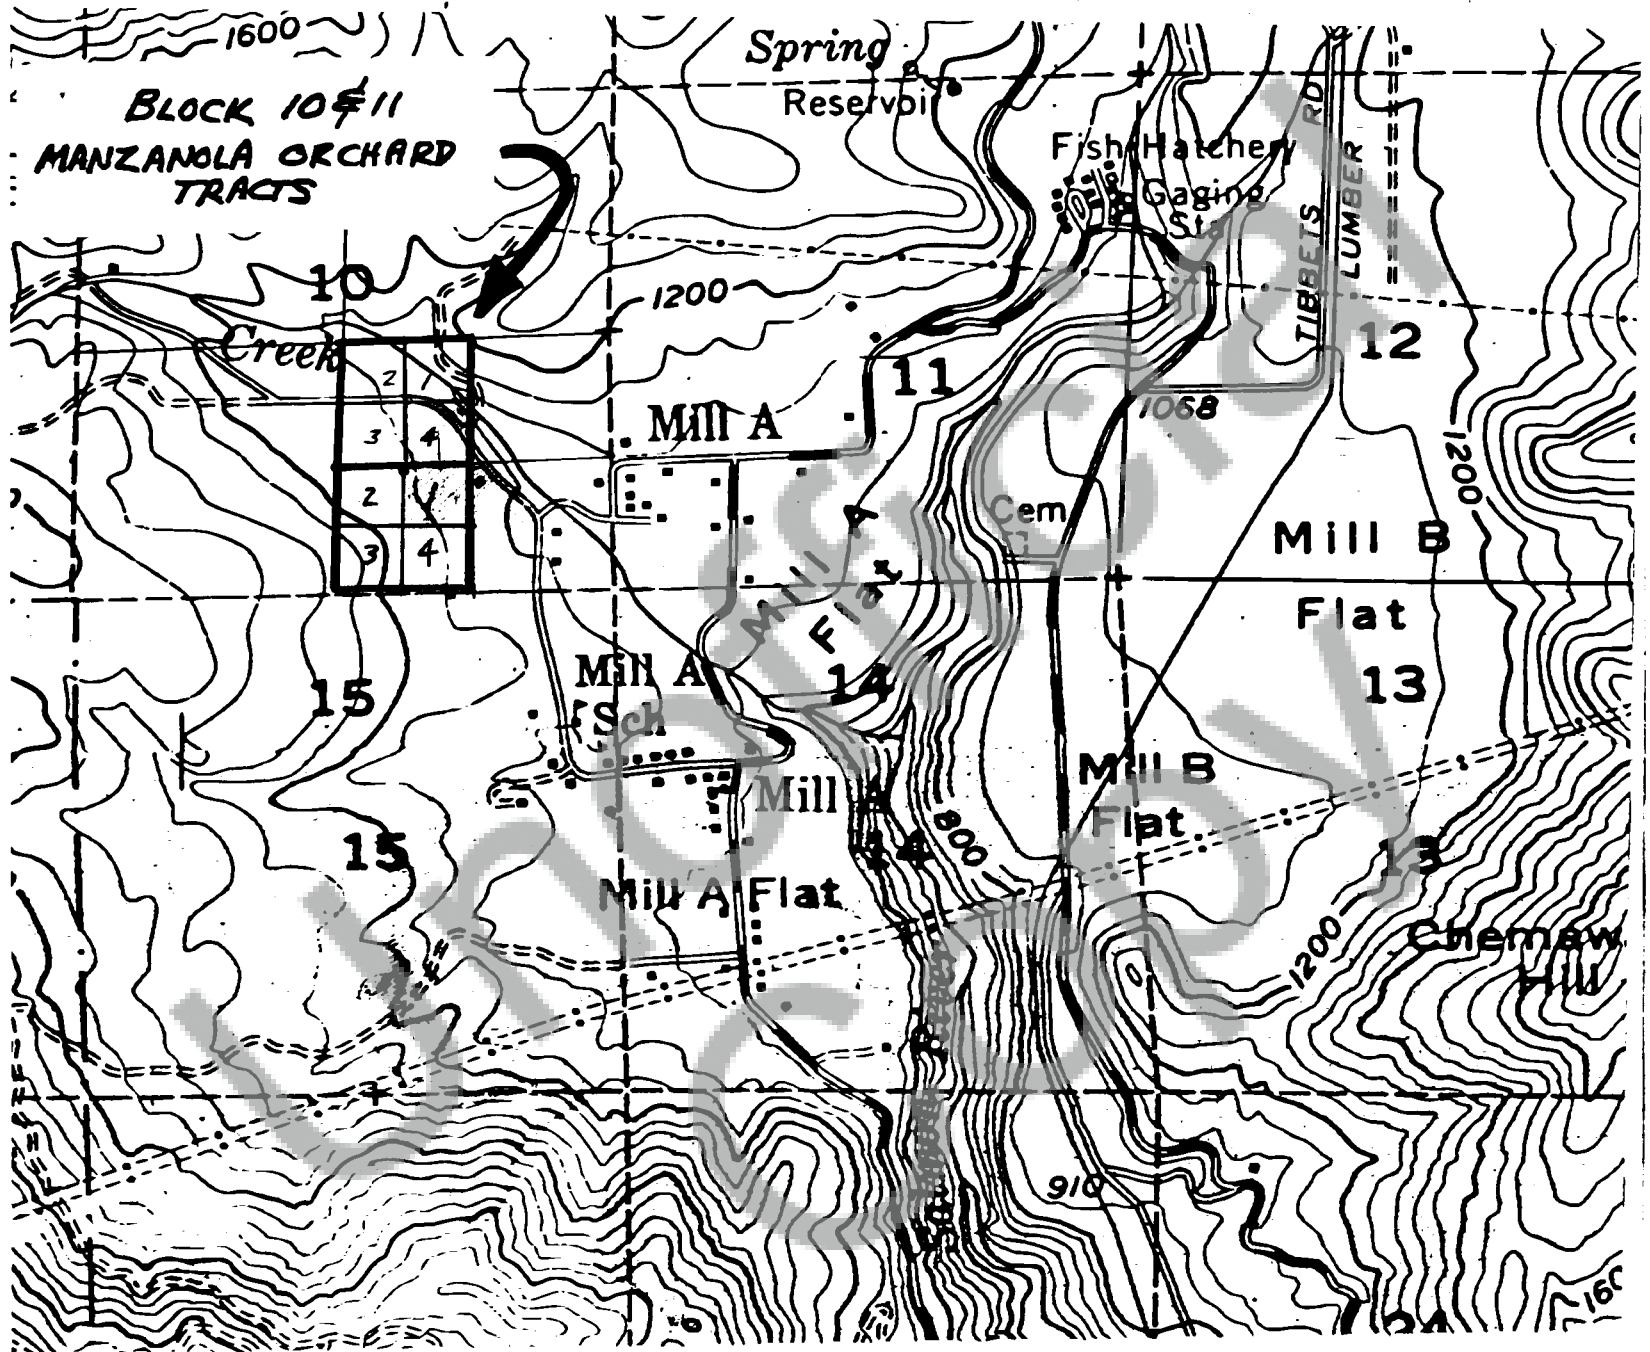 1600
Spring
Reservoir
BLOCK 10 & 11
MANZANOLA ORCHARD
TRACTS
Fish Hatchery
Gaging
Sta
TIBBETS RD
LUMBER
10
1200
12
Creek
2
1
3
4
2
3
4
11
Mill A
1068
1200
Cem
Mill B
Flat
Mill A
Flat
Mill A
Sch
14
13
15
Mill B
Flat
Mill A
800
15
14
13
Mill A Flat
1200
Chemaw
Hill
910
160
24
Unofficial
Copy